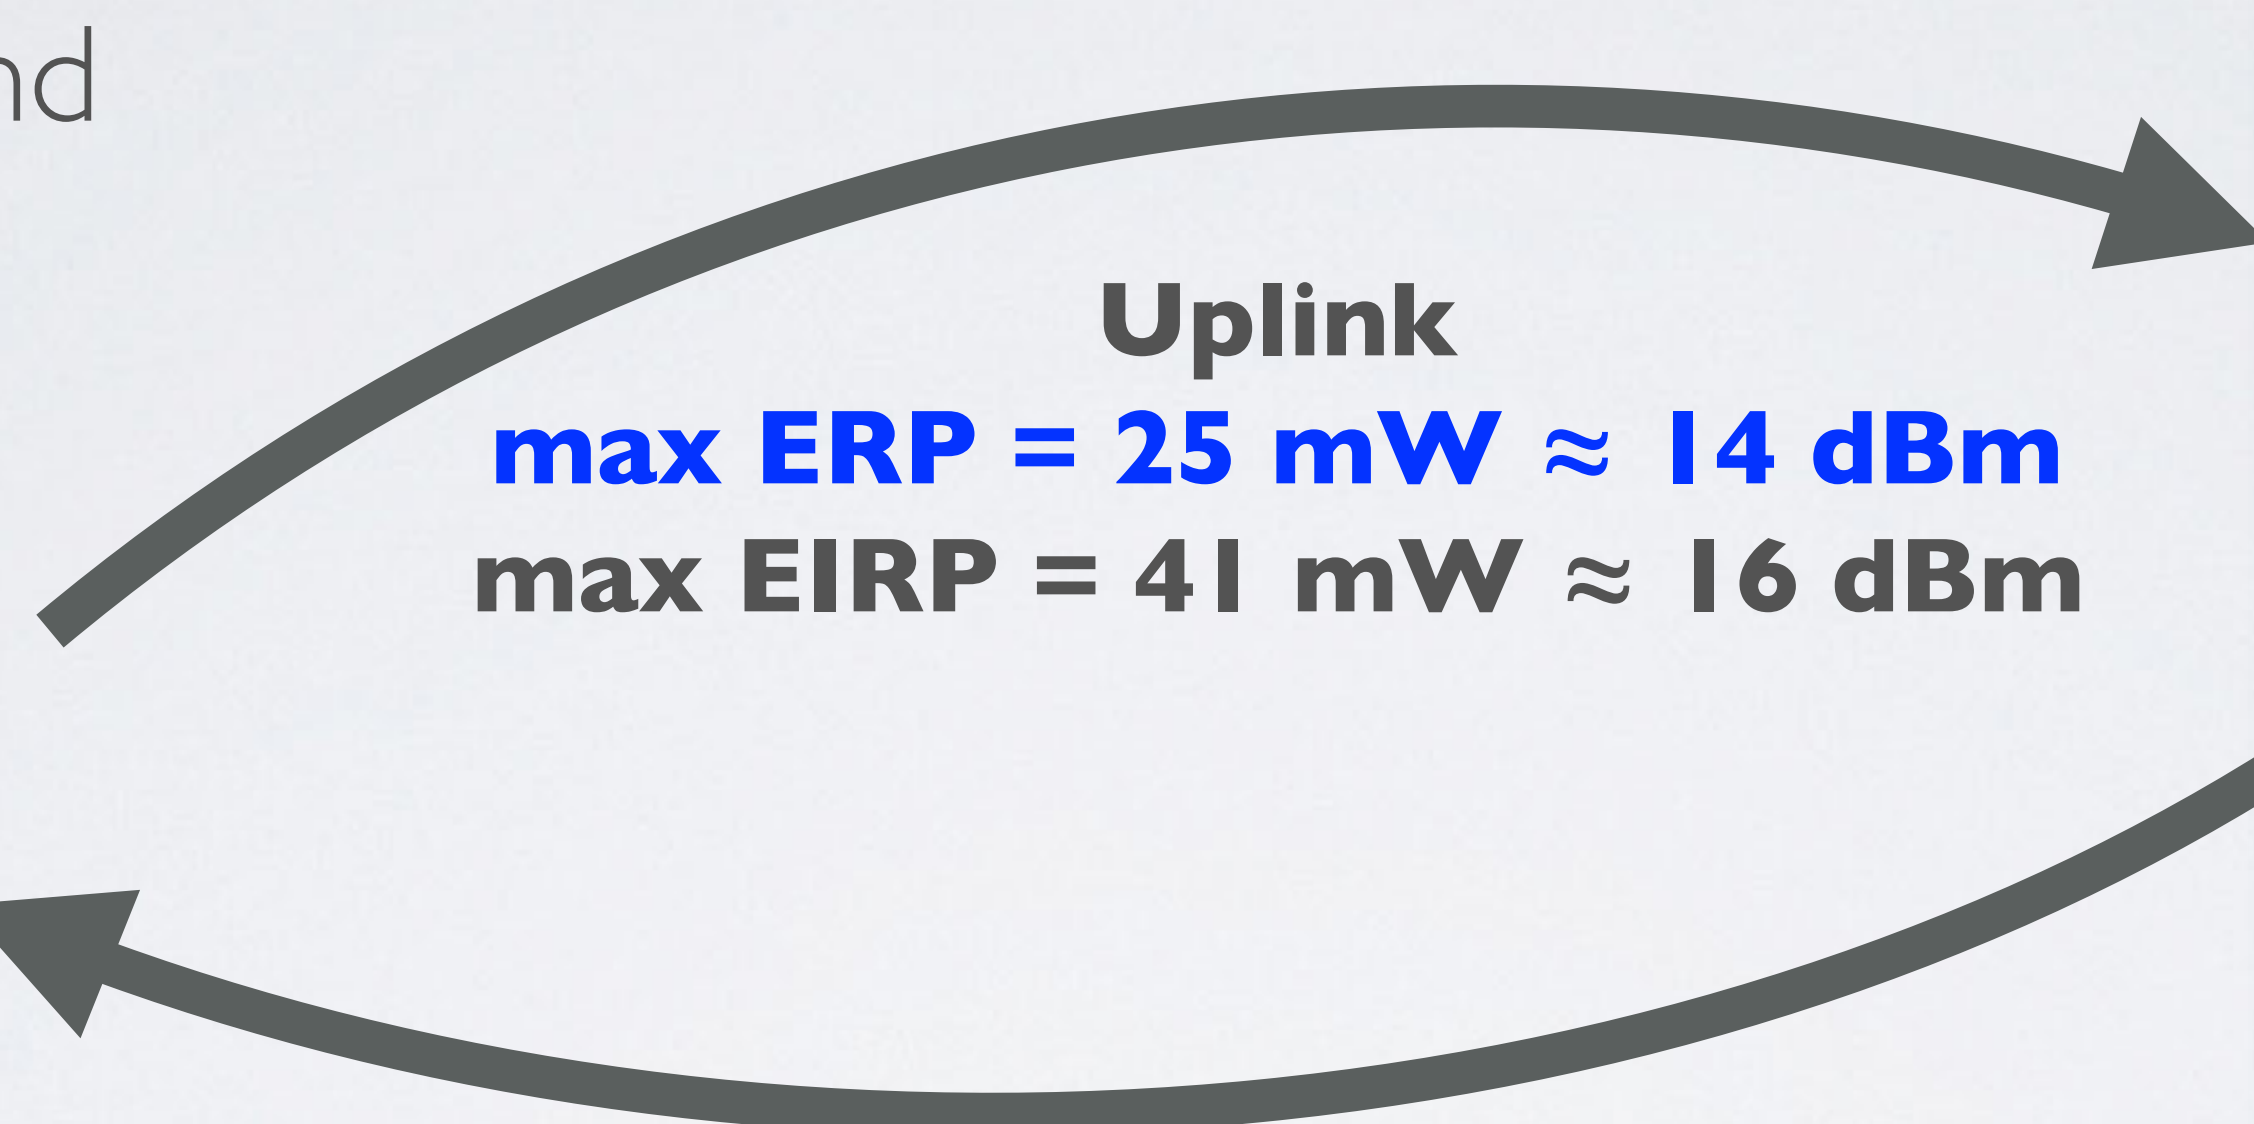 nd
Uplink
max ERP = 25 mW ≈ 14 dBm
max EIRP = 41 mW ≈ 16 dBm